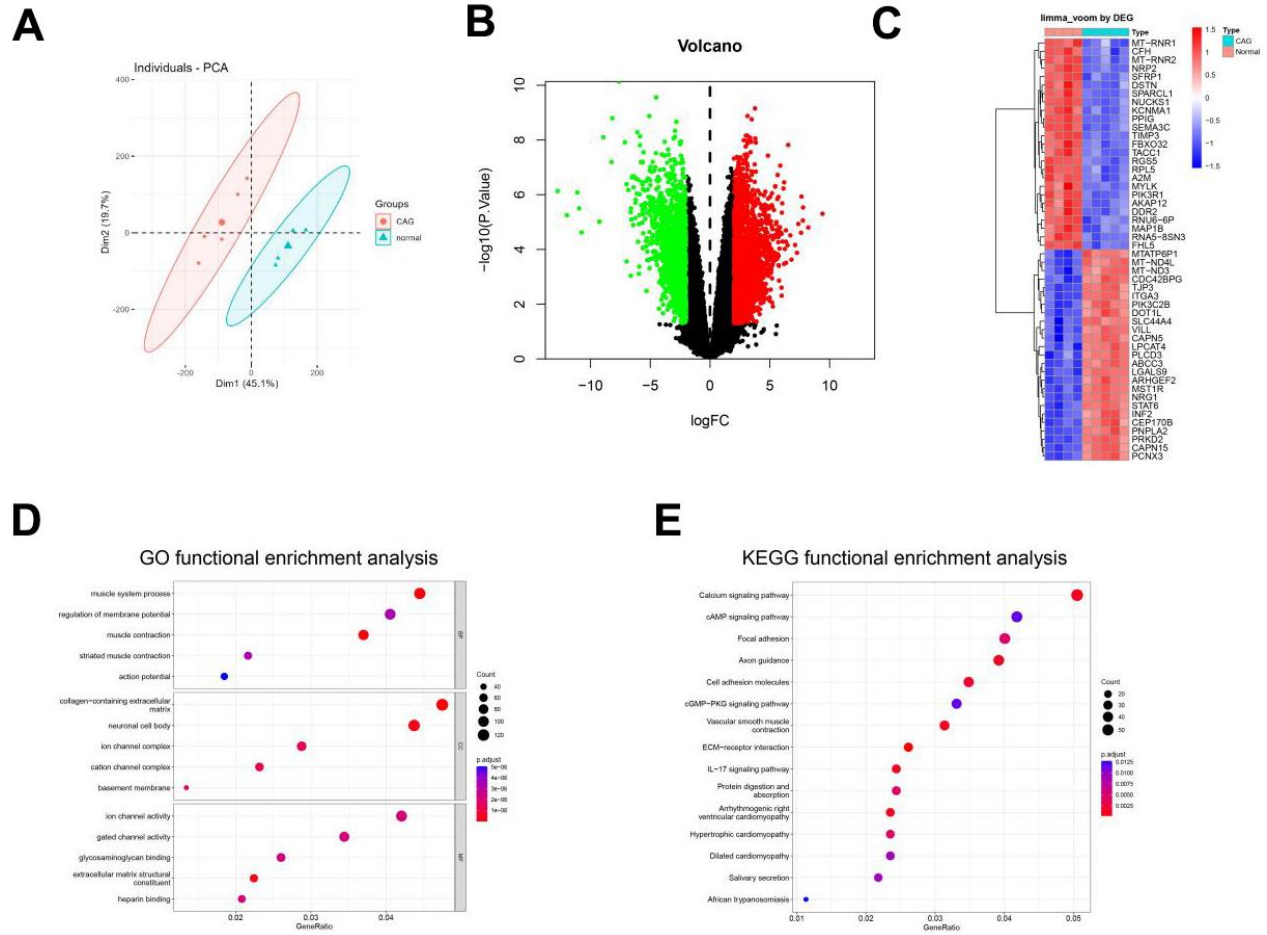 A
Individuals - PCA
400
200
0
-200
-200
0
200
Dim2 (19.7%)
Dim1 (45.1%)
Groups
CAG
normal
B
Volcano
10
8
6
4
2
0
−10
−5
0
5
10
−log10(P.Value)
logFC
C
limma_voom by DEG
Type
MT−RNR1
CFH
MT−RNR2
NRP2
SFRP1
DSTN
SPARCL1
NUCKS1
KCNMA1
PPIG
SEMA3C
TIMP3
FBXO32
TACC1
RGS5
RPL5
A2M
MYLK
PIK3R1
AKAP12
DDR2
RNU6−6P
MAP1B
RNA5−8SN3
FHL5
MTATP6P1
MT−ND4L
MT−ND3
CDC42BPG
TJP3
ITGA3
PIK3C2B
DOT1L
SLC44A4
VILL
CAPN5
LPCAT4
PLCD3
ABCC3
LGALS9
ARHGEF2
MST1R
NRG1
STAT6
INF2
CEP170B
PNPLA2
PRKD2
CAPN15
PCNX3
1.5
1
0.5
0
−0.5
−1
−1.5
Type
CAG
Normal
D
GO functional enrichment analysis
muscle system process
regulation of membrane potential
muscle contraction
striated muscle contraction
action potential
BP
collagen−containing extracellular
matrix
neuronal cell body
ion channel complex
cation channel complex
basement membrane
CC
ion channel activity
gated channel activity
glycosaminoglycan binding
extracellular matrix structural
constituent
heparin binding
MF
0.02
0.03
0.04
GeneRatio
Count
40
60
80
100
120
p.adjust
5e−06
4e−06
3e−06
2e−06
1e−06
E
KEGG functional enrichment analysis
Calcium signaling pathway
cAMP signaling pathway
Focal adhesion
Axon guidance
Cell adhesion molecules
cGMP−PKG signaling pathway
Vascular smooth muscle
contraction
ECM−receptor interaction
IL−17 signaling pathway
Protein digestion and
absorption
Arrhythmogenic right
ventricular cardiomyopathy
Hypertrophic cardiomyopathy
Dilated cardiomyopathy
Salivary secretion
African trypanosomiasis
0.01
0.02
0.03
0.04
0.05
GeneRatio
Count
20
30
40
50
p.adjust
0.0125
0.0100
0.0075
0.0050
0.0025